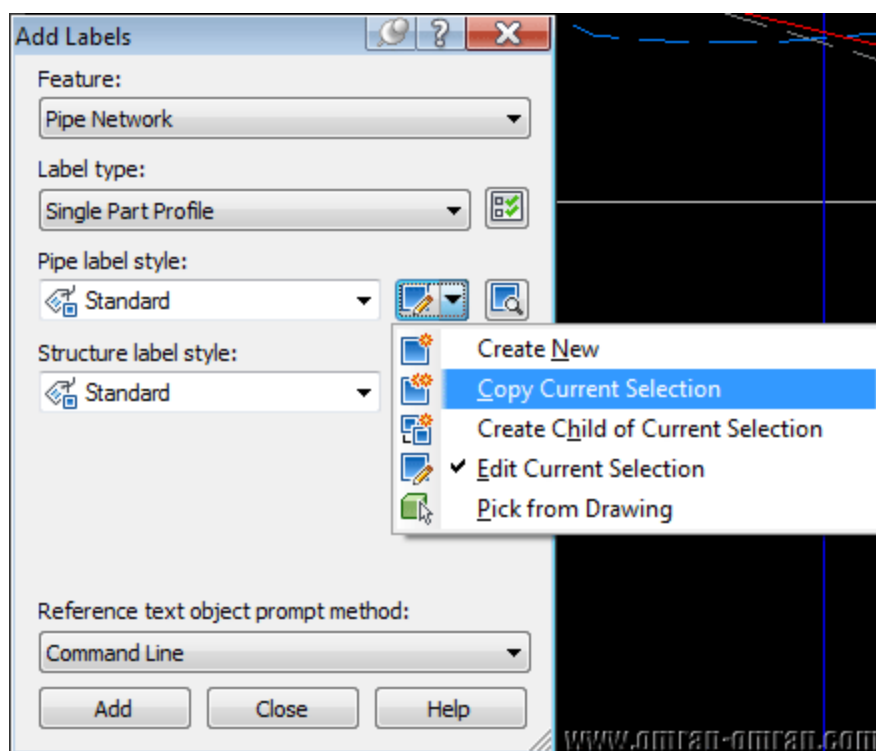 Add Labels
Feature:
Pipe Network
Label type:
Single Part Profile
Pipe label style:
Standard
Create New
Structure label style:
Copy Current Selection
Standard
Create Child of Current Selection
Edit Current Selection
Pick from Drawing
Reference text object prompt method:
Command Line
Add Close Help
www.omran-omran.com